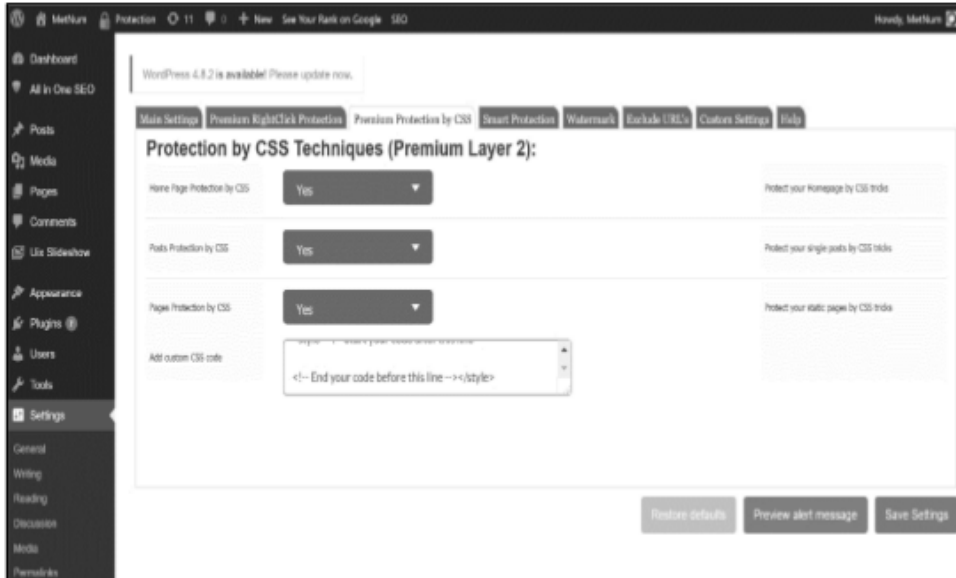 MetNum Protection 11 0 + New See Your Rank on Google SEO
Howdy, MetNum
Dashboard
All in One SEO
Posts
Media
Pages
Comments
Uix Slideshow
Appearance
Plugins
Users
Tools
Settings
General
Writing
Reading
Discussion
Media
Permalinks
WordPress 4.8.2 is available! Please update now.
Main Settings Premium RightClick Protection Premium Protection by CSS Smart Protection Watermark Exclude URL's Custom Settings Help
Protection by CSS Techniques (Premium Layer 2):
Home Page Protection by CSS Yes Protect your Homepage by CSS tricks
Posts Protection by CSS Yes Protect your single posts by CSS tricks
Pages Protection by CSS Yes Protect your static pages by CSS tricks
Add custom CSS code
<!-- End your code before this line --></style>
Restore defaults Preview alert message Save Settings